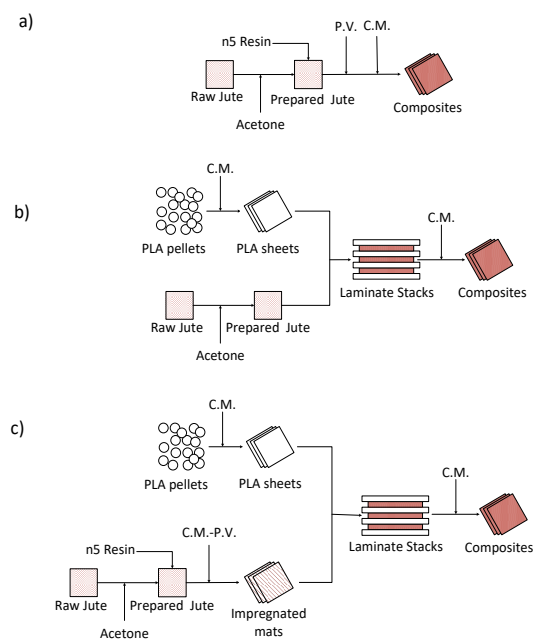 a)
P.V.
C.M.
n5 Resin
Raw Jute
Prepared Jute
Composites
Acetone
b)
C.M.
PLA pellets
PLA sheets
C.M.
Laminate Stacks
Composites
Raw Jute
Prepared Jute
Acetone
c)
C.M.
PLA pellets
PLA sheets
C.M.
Laminate Stacks
Composites
n5 Resin
C.M.-P.V.
Raw Jute
Prepared Jute
Impregnated
mats
Acetone